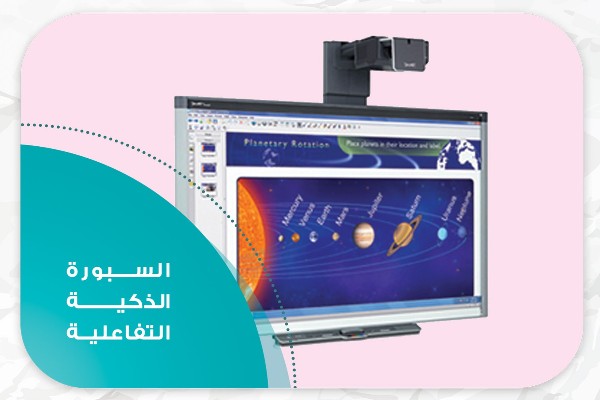 Planetary Rotation
Place planets in their location and label
Mercury
Venus
Earth
Mars
Jupiter
Saturn
Uranus
Neptune
السبورة
الذكية
التفاعلية